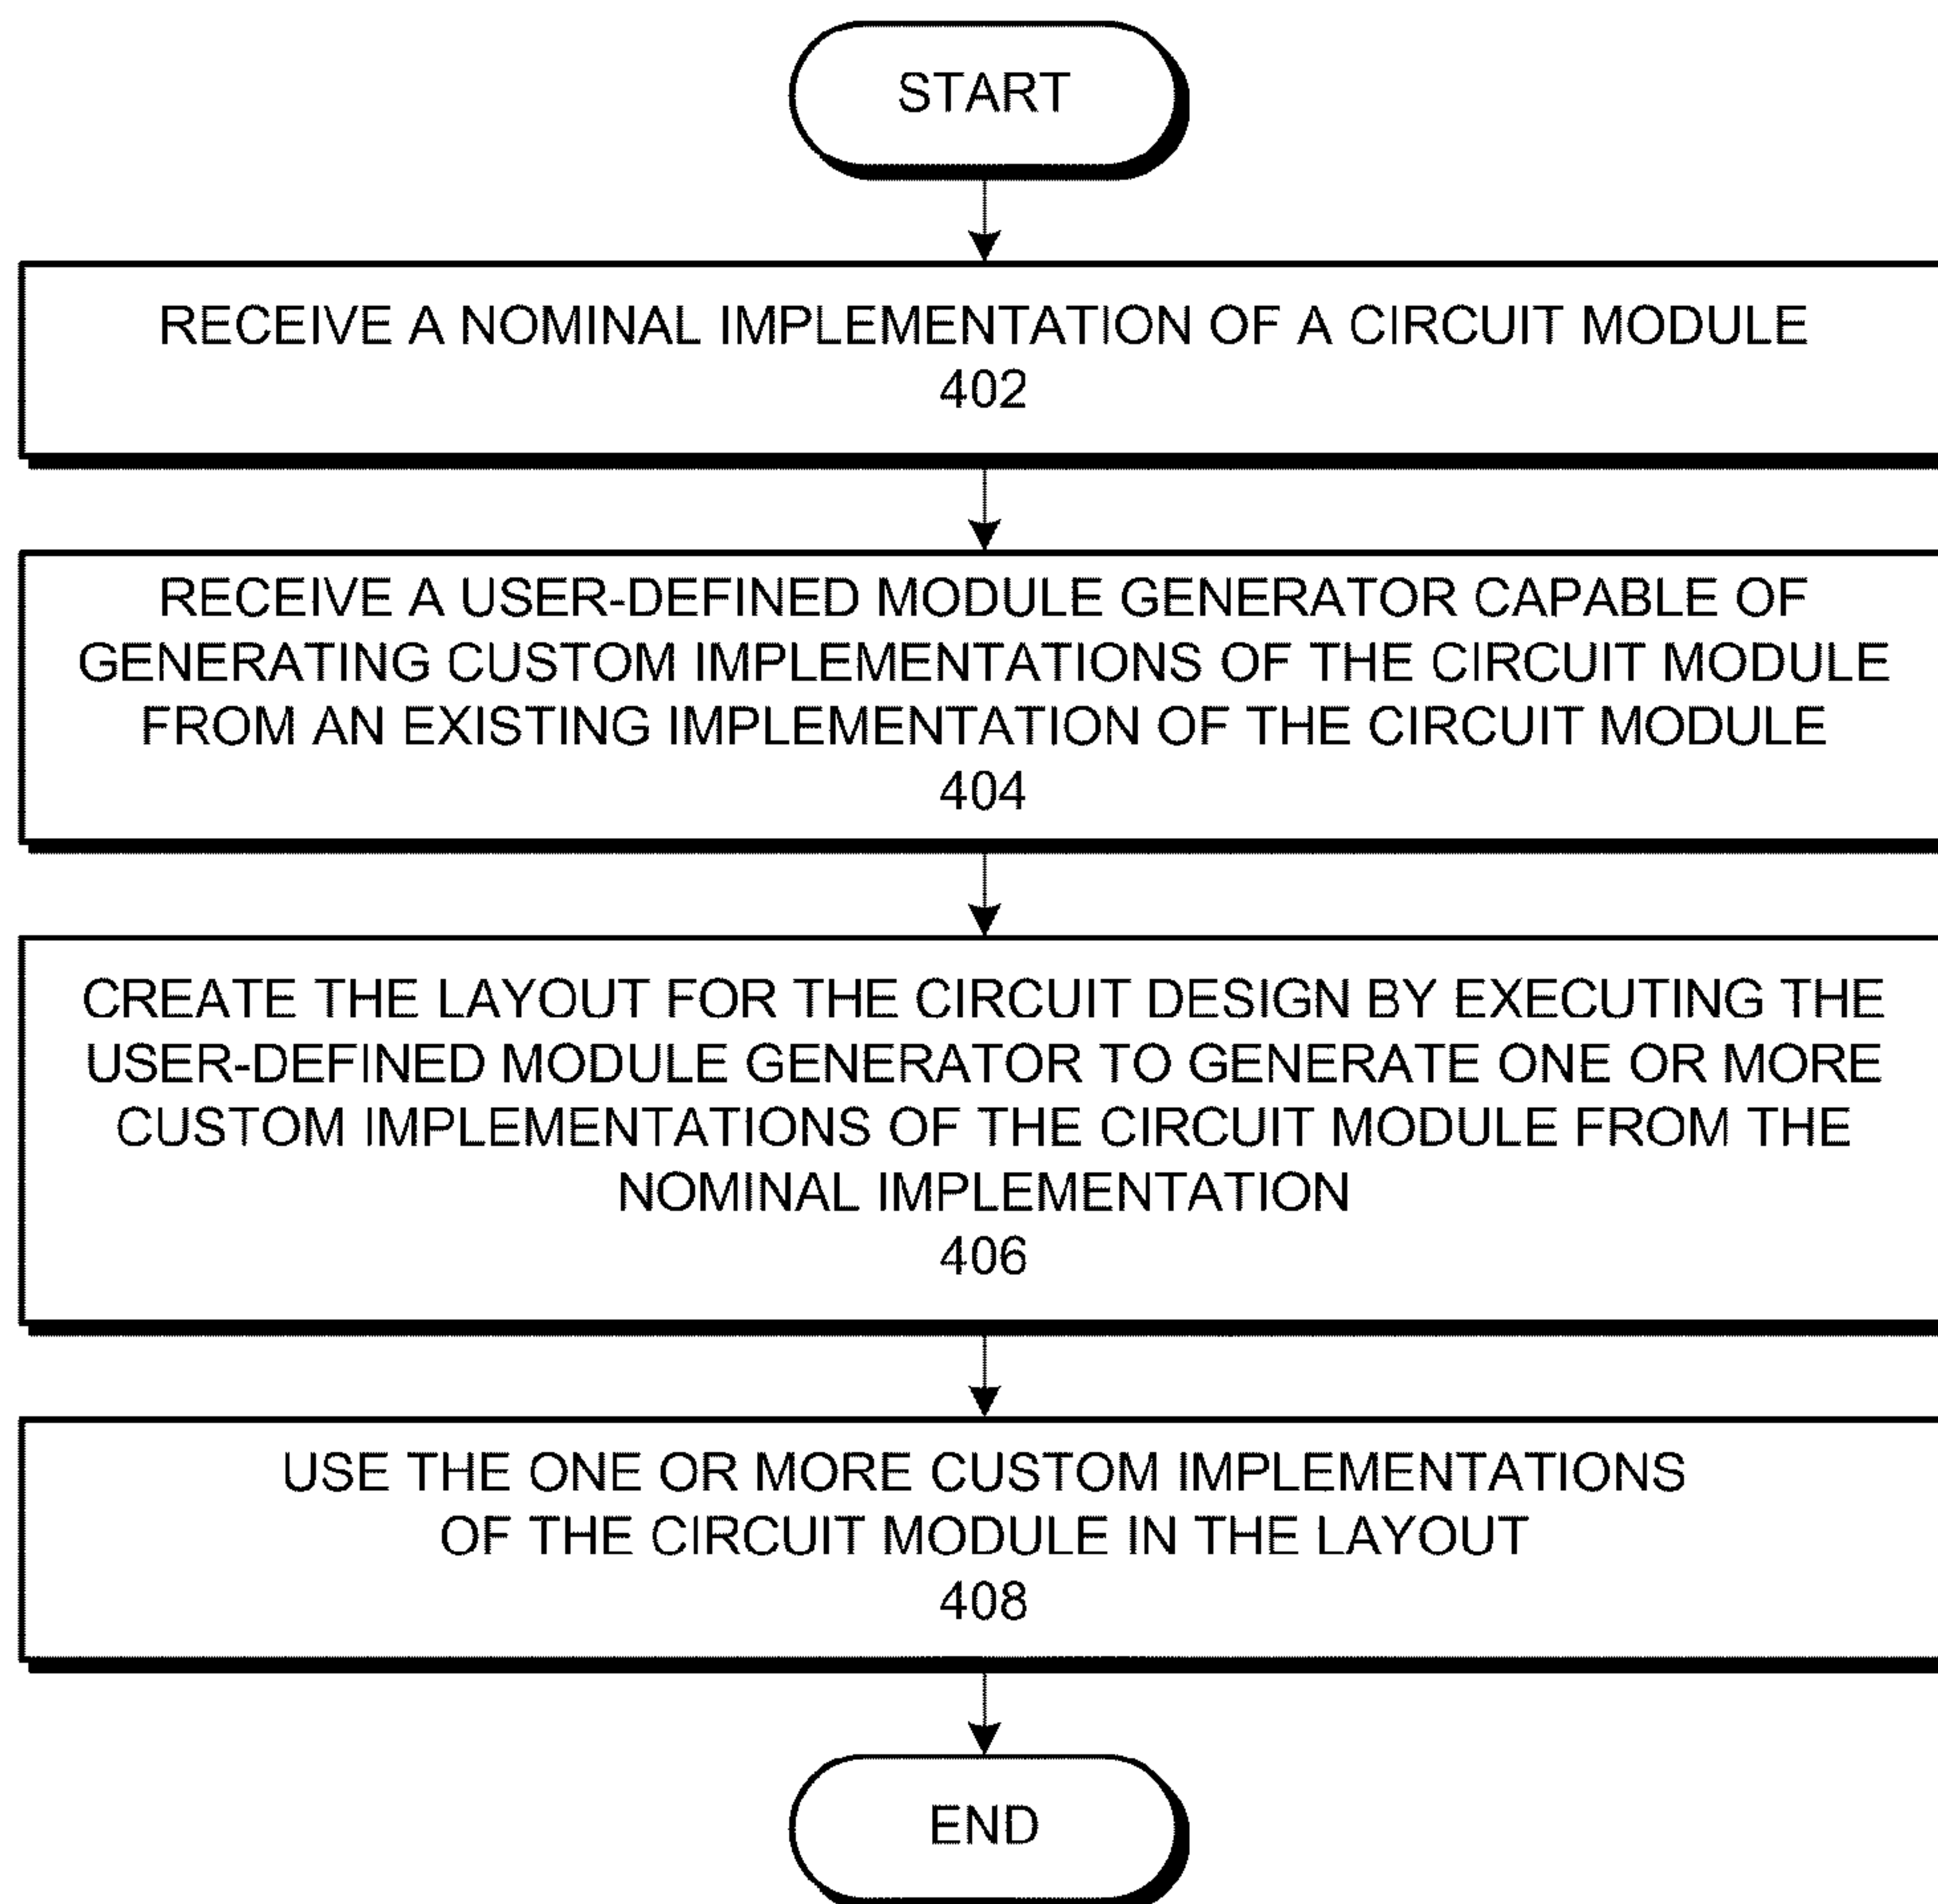 START
RECEIVE A NOMINAL IMPLEMENTATION OF A CIRCUIT MODULE
402
RECEIVE A USER-DEFINED MODULE GENERATOR CAPABLE OF
GENERATING CUSTOM IMPLEMENTATIONS OF THE CIRCUIT MODULE
FROM AN EXISTING IMPLEMENTATION OF THE CIRCUIT MODULE
404
CREATE THE LAYOUT FOR THE CIRCUIT DESIGN BY EXECUTING THE
USER-DEFINED MODULE GENERATOR TO GENERATE ONE OR MORE
CUSTOM IMPLEMENTATIONS OF THE CIRCUIT MODULE FROM THE
NOMINAL IMPLEMENTATION
406
USE THE ONE OR MORE CUSTOM IMPLEMENTATIONS
OF THE CIRCUIT MODULE IN THE LAYOUT
408
END